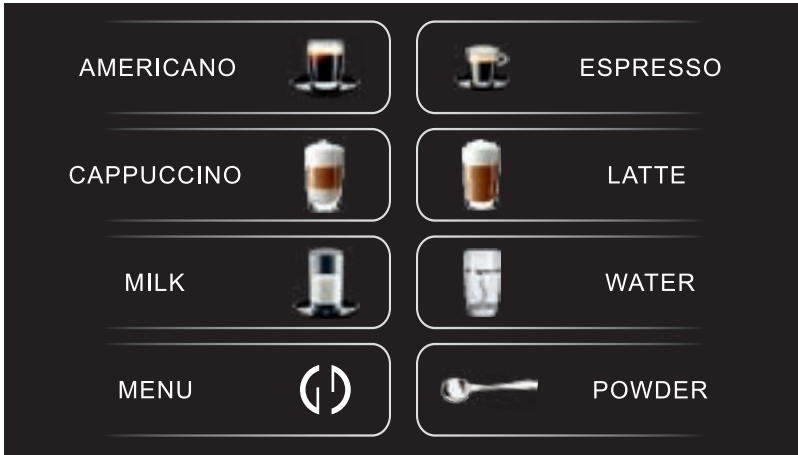 AMERICANO
ESPRESSO
CAPPUCCINO
LATTE
MILK
WATER
MENU
POWDER